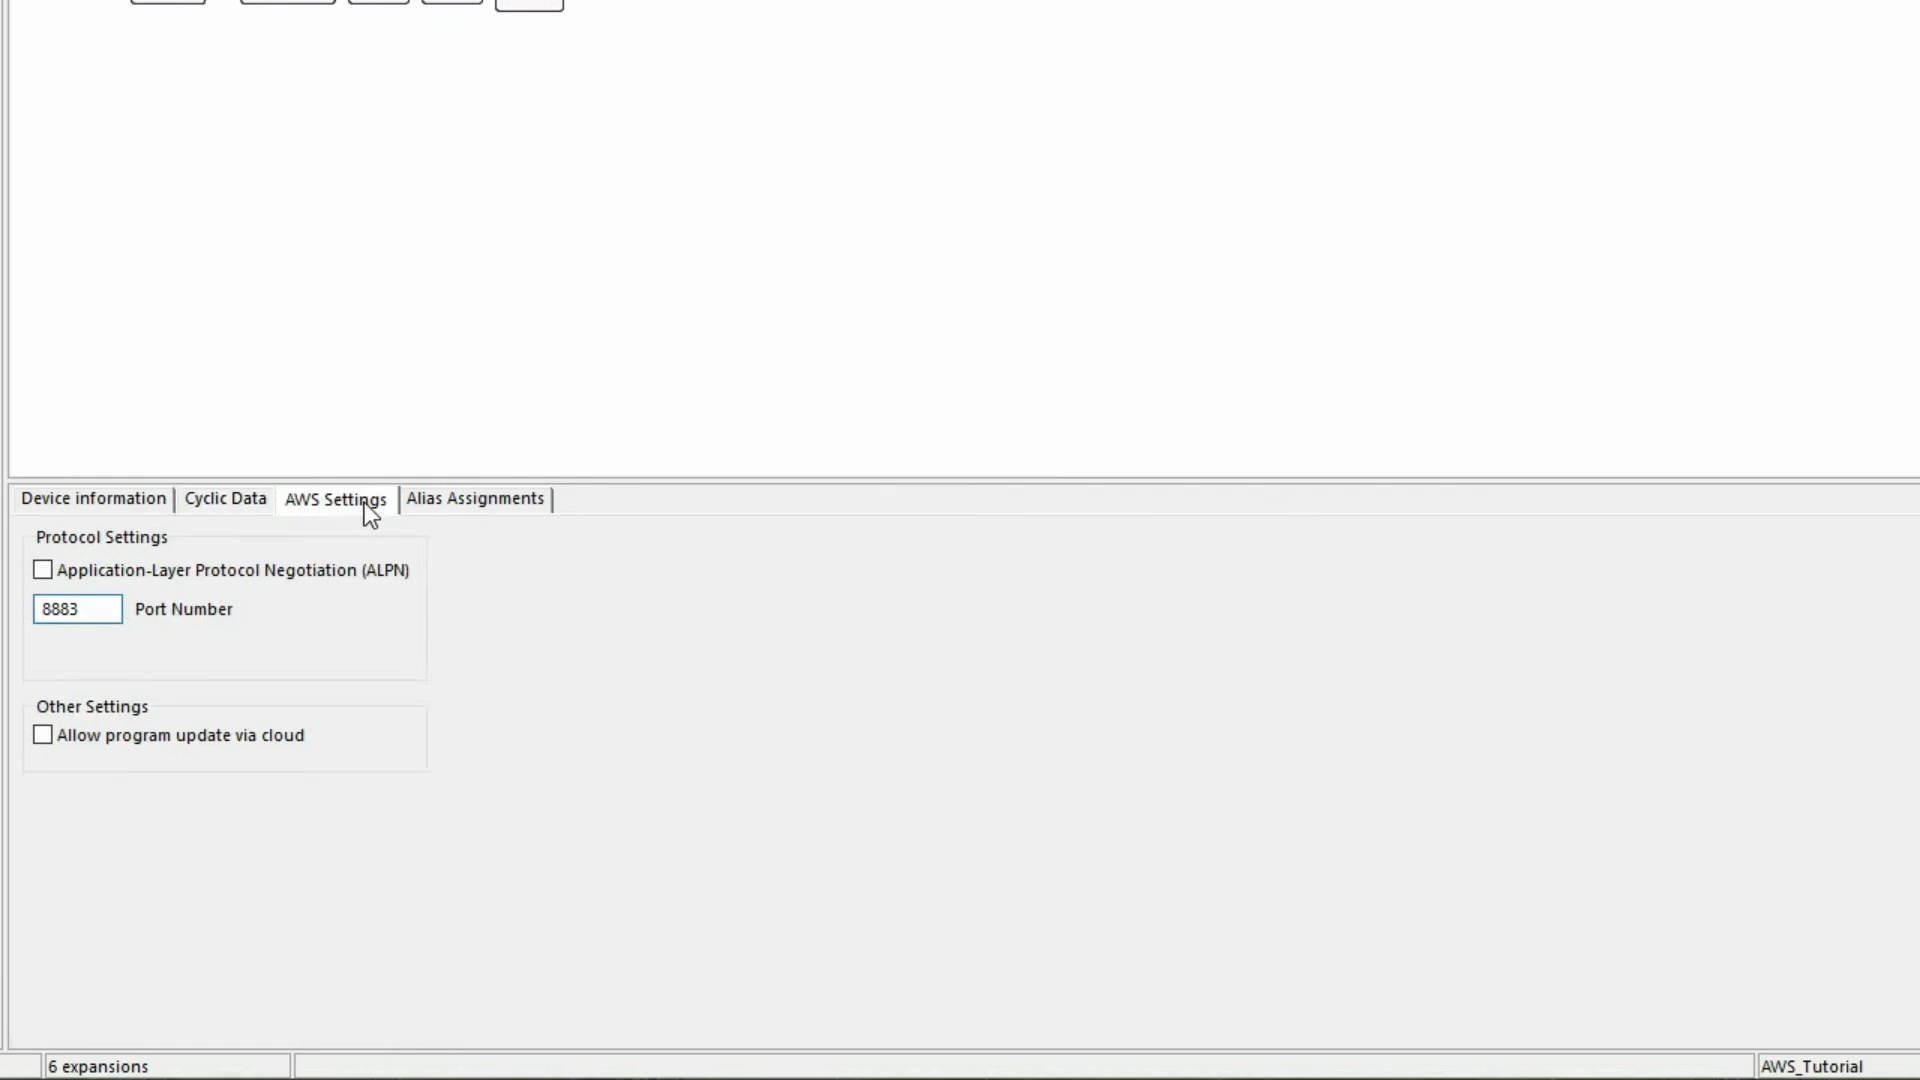 Device information Cyclic Data AWS Settings Alias Assignments
Protocol Settings
Application-Layer Protocol Negotiation (ALPN)
8883 Port Number
Other Settings
Allow program update via cloud
6 expansions AWS_Tutorial